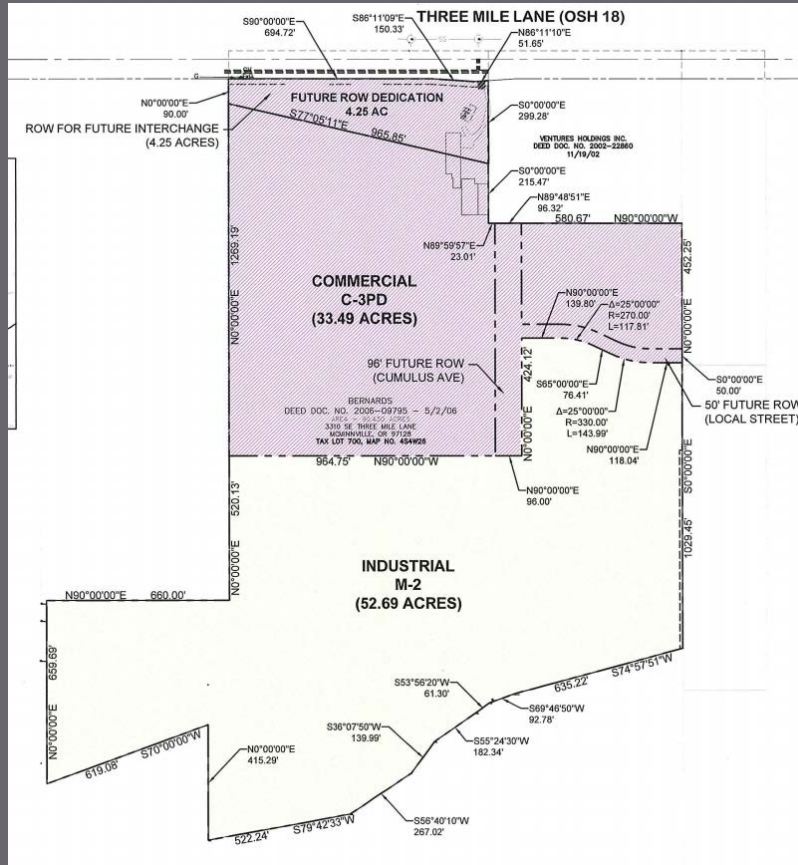 THREE MILE LANE (OSH 18)
S90°00'00"E
694.72'
S86°11'09"E
150.33'
N86°11'10"E
51.65'
N0°00'00"E
90.00'
ROW FOR FUTURE INTERCHANGE
(4.25 ACRES)
FUTURE ROW DEDICATION
4.25 AC
S77°05'11"E
965.85'
S0°00'00"E
299.28'
VENTURES HOLDINGS INC.
DEED DOC. NO. 2002-22860
11/19/02
S0°00'00"E
215.47'
N89°48'51"E
96.32'
580.67'
N90°00'00"W
N89°59'57"E
23.01'
1269.19'
N0°00'00"E
452.25'
N0°00'00"E
COMMERCIAL
C-3PD
(33.49 ACRES)
N90°00'00"E
139.80'
Δ=25°00'00"
R=270.00'
L=117.81'
96' FUTURE ROW
(CUMULUS AVE)
424.12'
N0°00'00"E
S65°00'00"E
76.41'
Δ=25°00'00"
R=330.00'
L=143.99'
S0°00'00"E
50.00'
50' FUTURE ROW
(LOCAL STREET)
N90°00'00"E
118.04'
BERNARDS
DEED DOC. NO. 2006-09795 - 5/2/06
3310 SE THREE MILE LANE
MCMINNVILLE, OR 97128
TAX LOT 700, MAP NO. 4S4W26
964.75'
N90°00'00"W
N90°00'00"E
96.00'
S0°00'00"E
1029.45'
520.13'
N0°00'00"E
INDUSTRIAL
M-2
(52.69 ACRES)
N90°00'00"E
660.00'
659.69'
N0°00'00"E
619.08'
S70°00'00"W
N0°00'00"E
415.29'
522.24'
S79°42'33"W
S56°40'10"W
267.02'
S36°07'50"W
139.99'
S55°24'30"W
182.34'
S53°56'20"W
61.30'
S69°46'50"W
92.78'
635.22'
S74°57'51"W